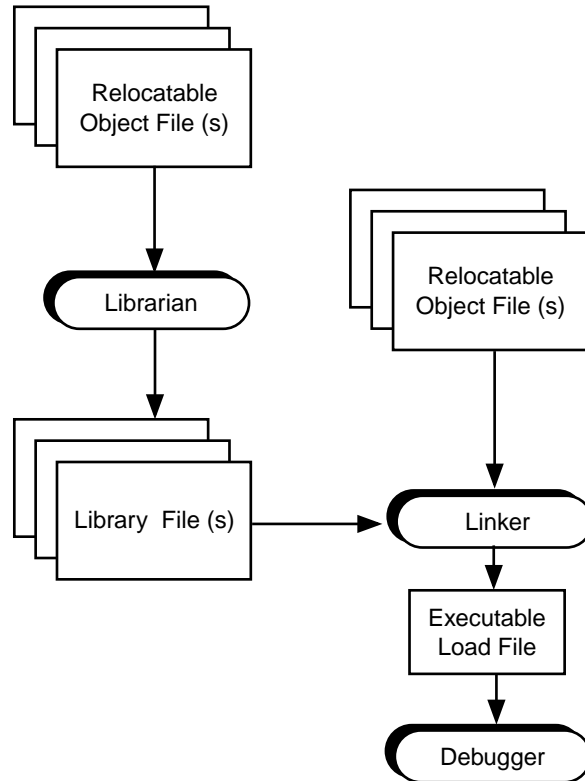 Relocatable
Object File (s)
Librarian
Relocatable
Object File (s)
Library File (s)
Linker
Executable
Load File
Debugger